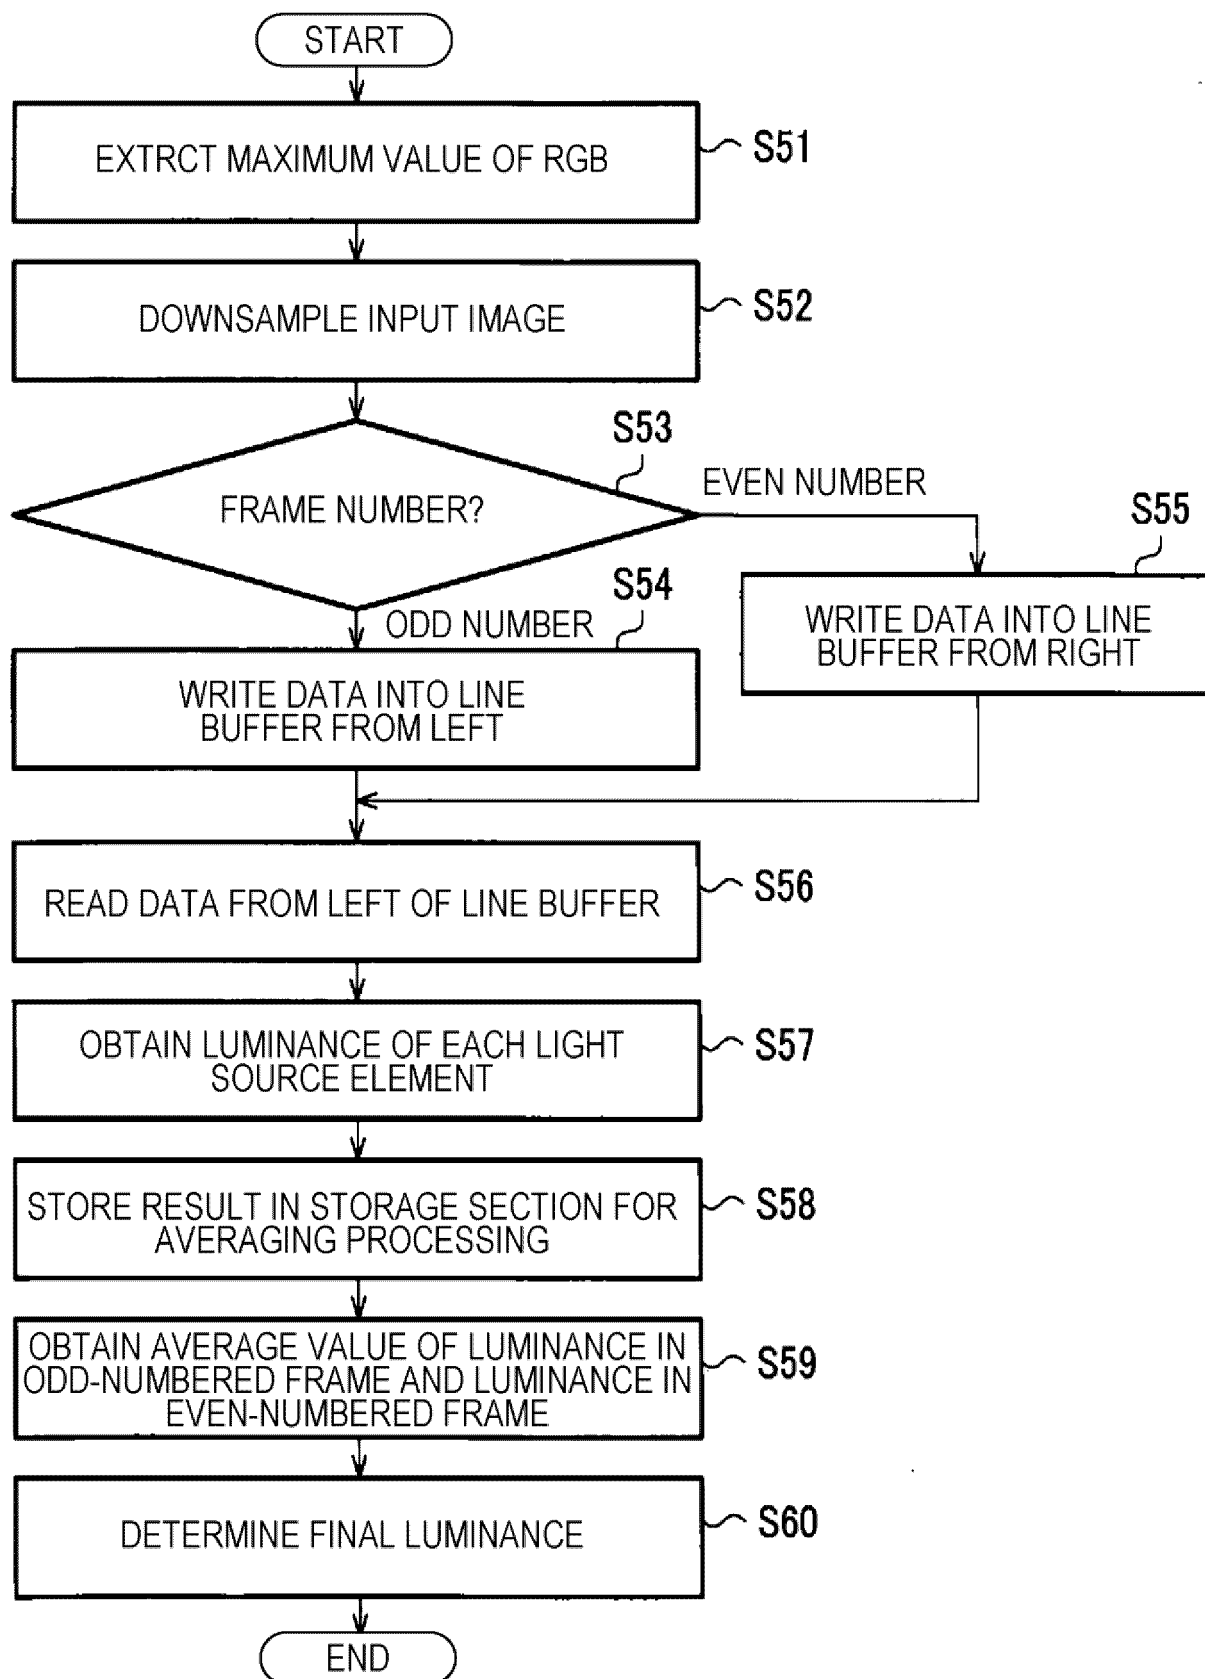 START
EXTRCT MAXIMUM VALUE OF RGB
S51
DOWNSAMPLE INPUT IMAGE
S52
S53
FRAME NUMBER?
EVEN NUMBER
S55
S54
ODD NUMBER
WRITE DATA INTO LINE
BUFFER FROM RIGHT
WRITE DATA INTO LINE
BUFFER FROM LEFT
READ DATA FROM LEFT OF LINE BUFFER
S56
OBTAIN LUMINANCE OF EACH LIGHT
SOURCE ELEMENT
S57
STORE RESULT IN STORAGE SECTION FOR
AVERAGING PROCESSING
S58
OBTAIN AVERAGE VALUE OF LUMINANCE IN
ODD-NUMBERED FRAME AND LUMINANCE IN
EVEN-NUMBERED FRAME
S59
DETERMINE FINAL LUMINANCE
S60
END